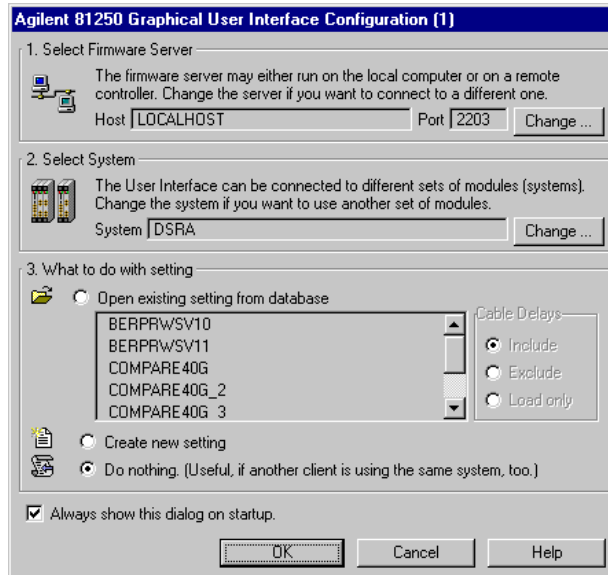 Agilent 81250 Graphical User Interface Configuration (1)
1. Select Firmware Server
The firmware server may either run on the local computer or on a remote
controller. Change the server if you want to connect to a different one.
Host LOCALHOST Port 2203 Change ...
2. Select System
The User Interface can be connected to different sets of modules (systems).
Change the system if you want to use another set of modules.
System DSRA Change ...
3. What to do with setting
Open existing setting from database
BERPRWSV10
BERPRWSV11
COMPARE40G
COMPARE40G_2
COMPARE40G_3
Cable Delays
Include
Exclude
Load only
Create new setting
Do nothing. (Useful, if another client is using the same system, too.)
Always show this dialog on startup.
OK Cancel Help